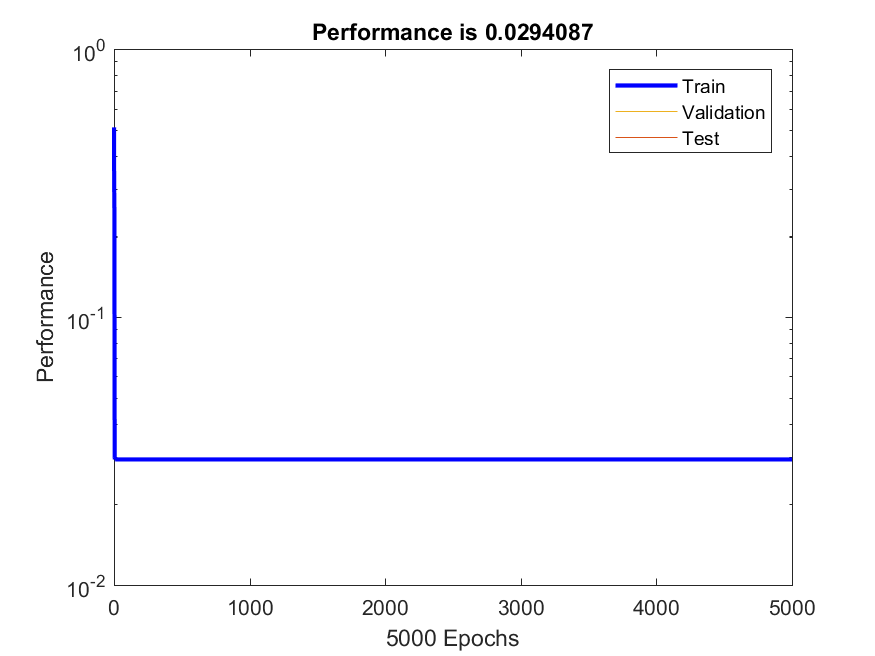 Performance is 0.0294087
10^0
Train
Validation
Test
Performance
10^-1
10^-2
0 1000 2000 3000 4000 5000
5000 Epochs